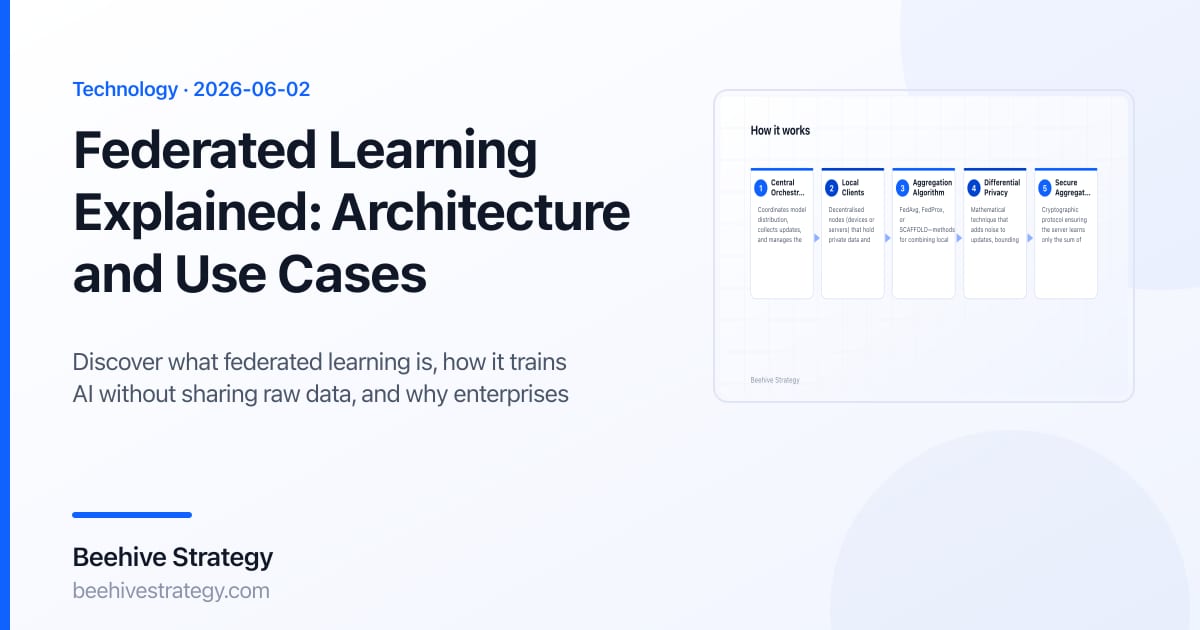 Technology · 2026-06-02
Federated Learning
Explained: Architecture
and Use Cases
Discover what federated learning is, how it trains
AI without sharing raw data, and why enterprises
Beehive Strategy
beehivestrategy.com
How it works
1
Central
Orchestr...
Coordinates model
distribution,
collects updates,
and manages the
2
Local
Clients
Decentralised
nodes (devices or
servers) that hold
private data and
3
Aggregation
Algorithm
FedAvg, FedProx,
or
SCAFFOLD—methods
for combining local
4
Differential
Privacy
Mathematical
technique that
adds noise to
updates, bounding
5
Secure
Aggregat...
Cryptographic
protocol ensuring
the server learns
only the sum of
Beehive Strategy